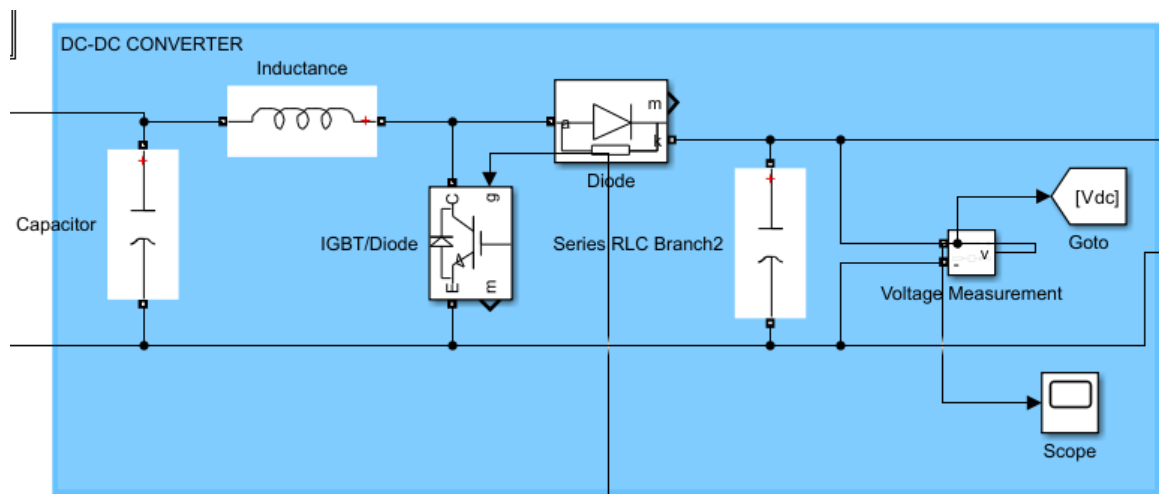 DC-DC CONVERTER
Inductance
+
m
a
k
Diode
+
Capacitor
IGBT/Diode
C
g
E
m
+
Series RLC Branch2
[Vdc]
Goto
-
v
Voltage Measurement
Scope